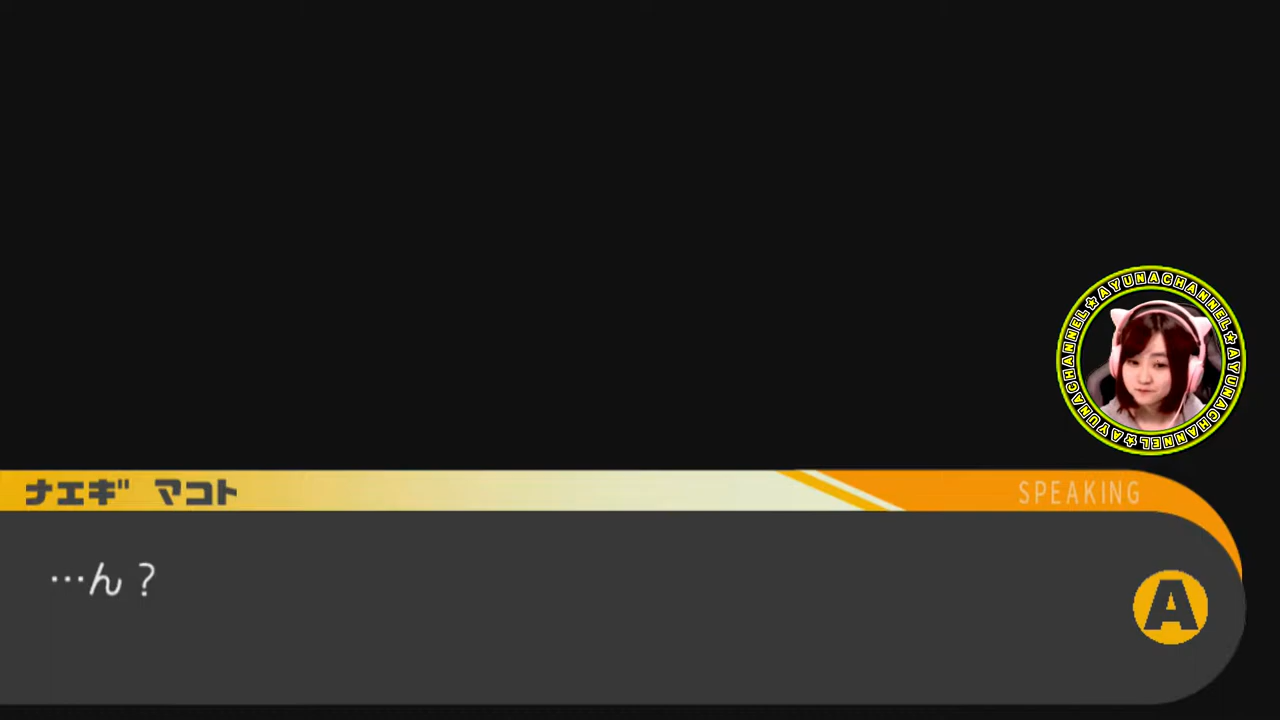 AYUNACHANNEL★AYUNACHANNEL★AYUNACHANNEL★
ナエギ マコト
SPEAKING
…ん？
A